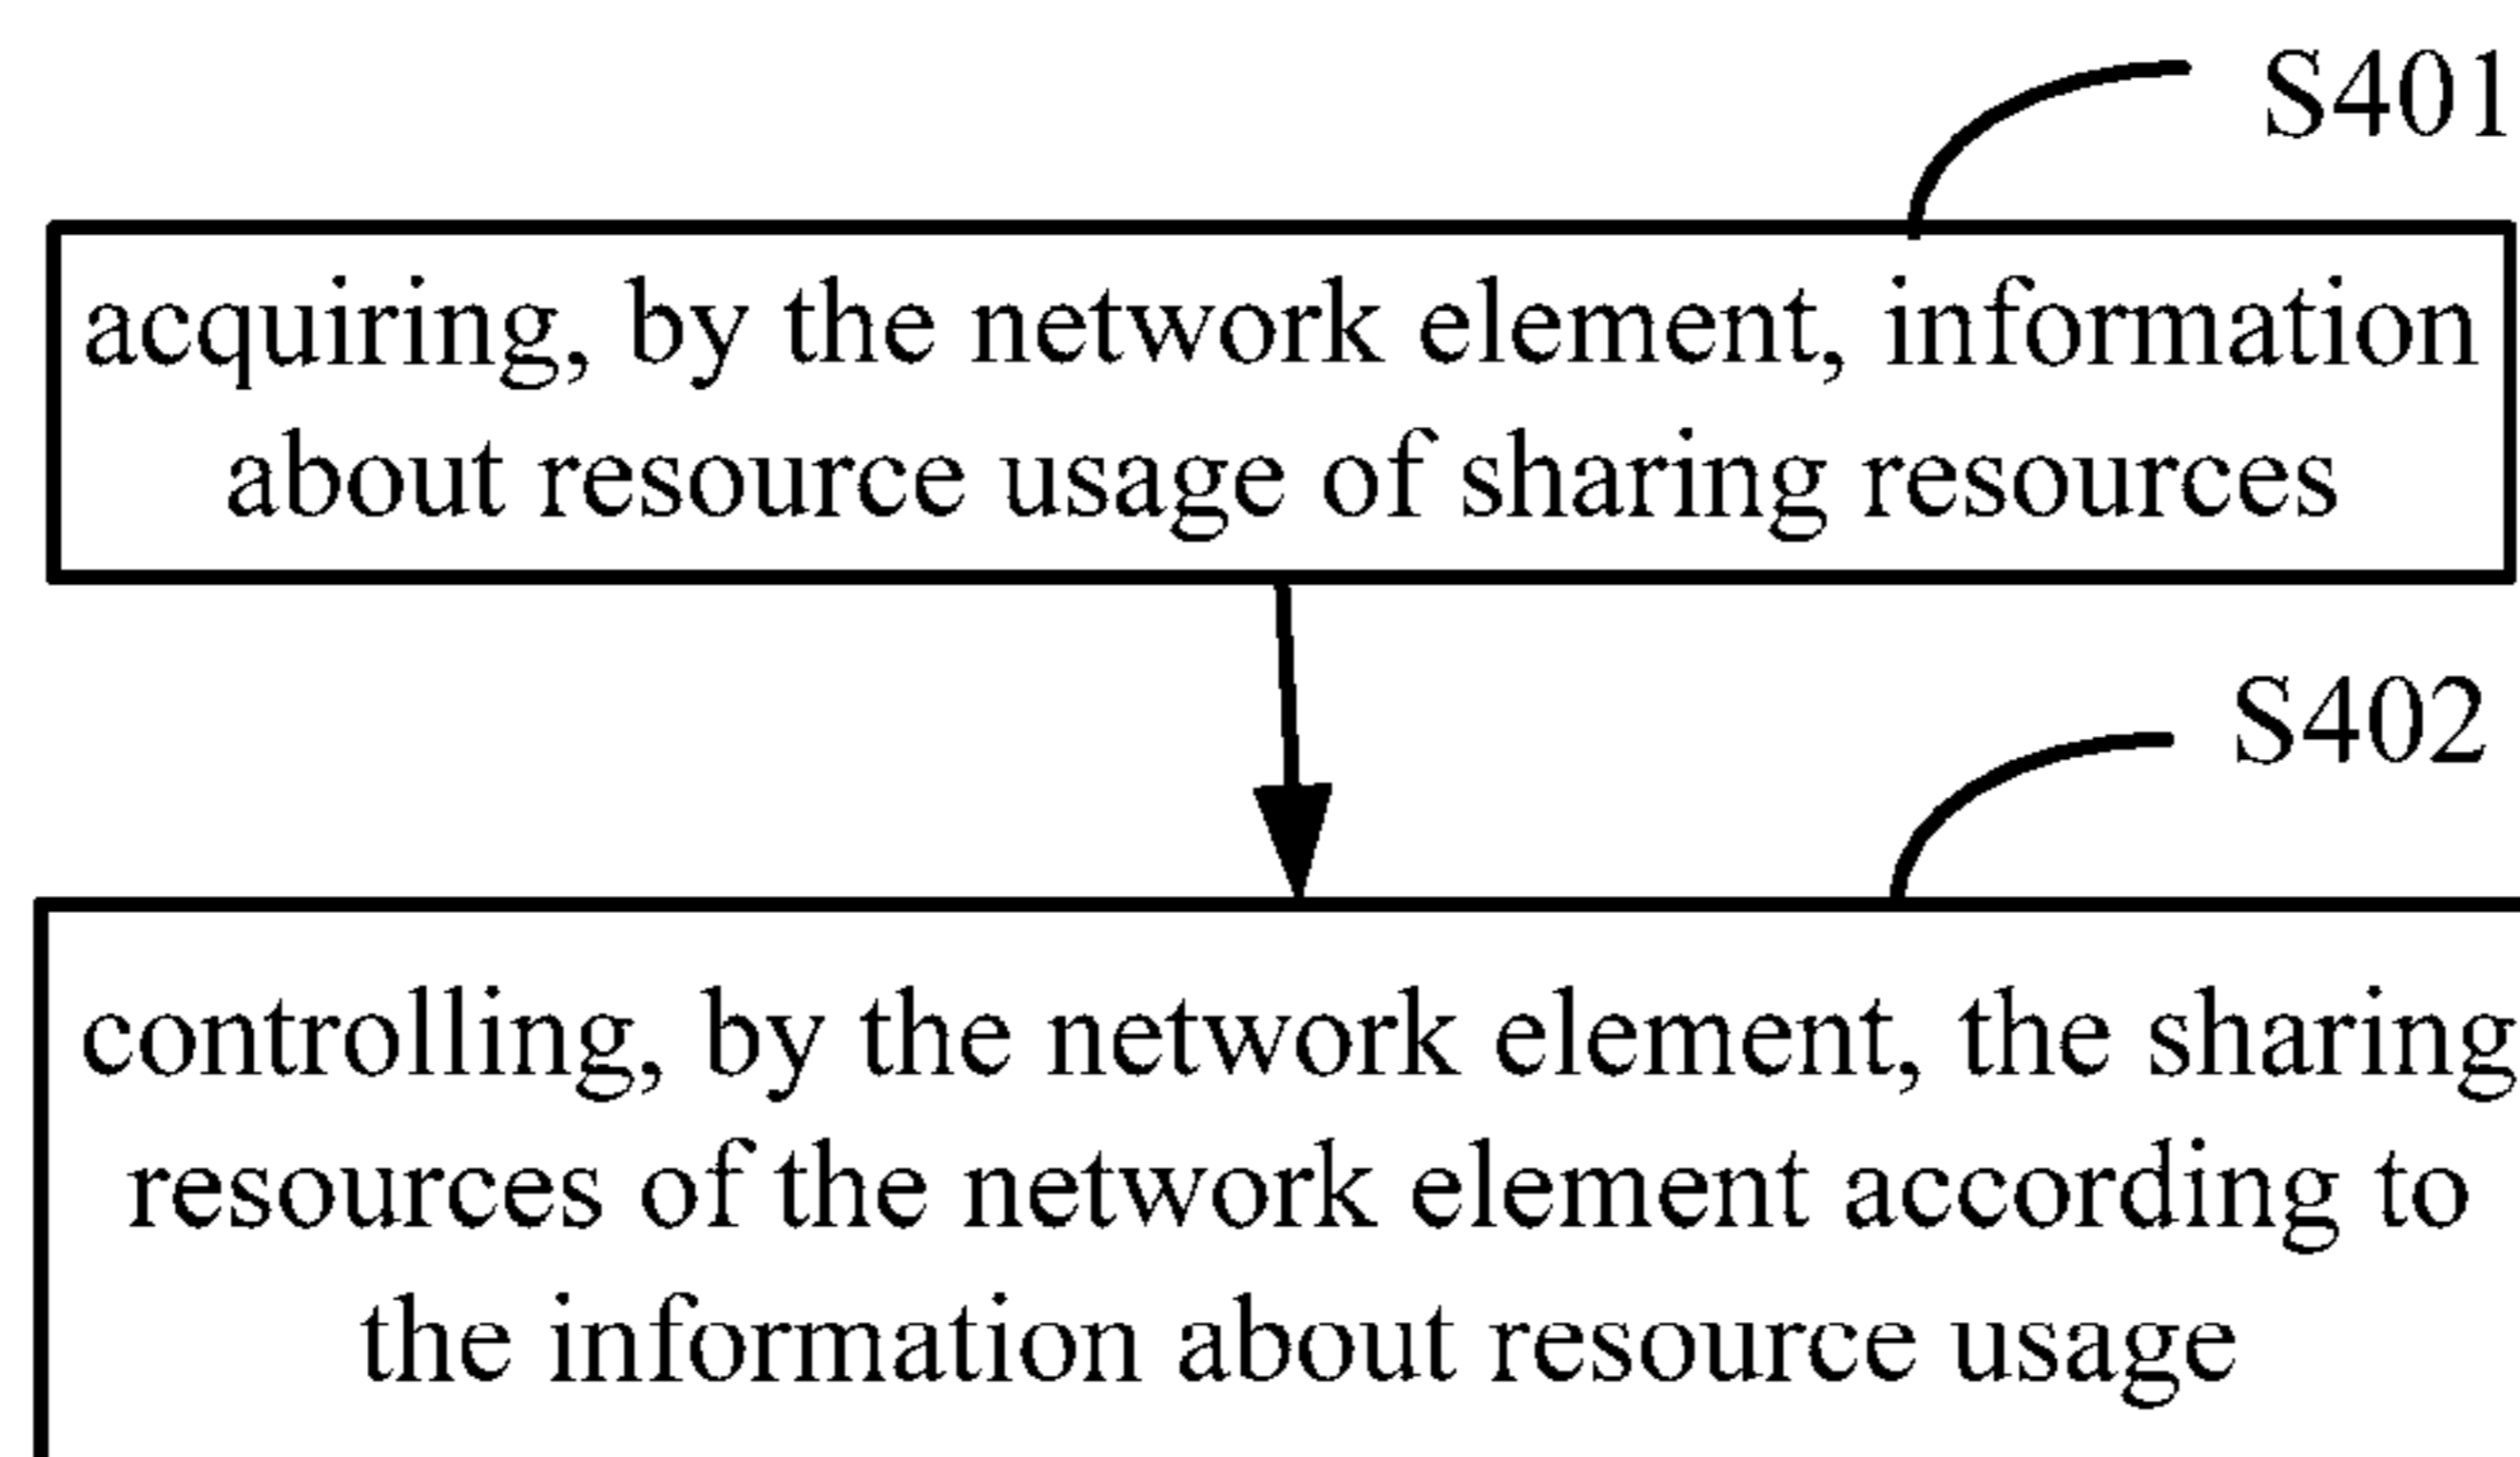 S401
acquiring, by the network element, information
about resource usage of sharing resources
S402
controlling, by the network element, the sharing
resources of the network element according to
the information about resource usage